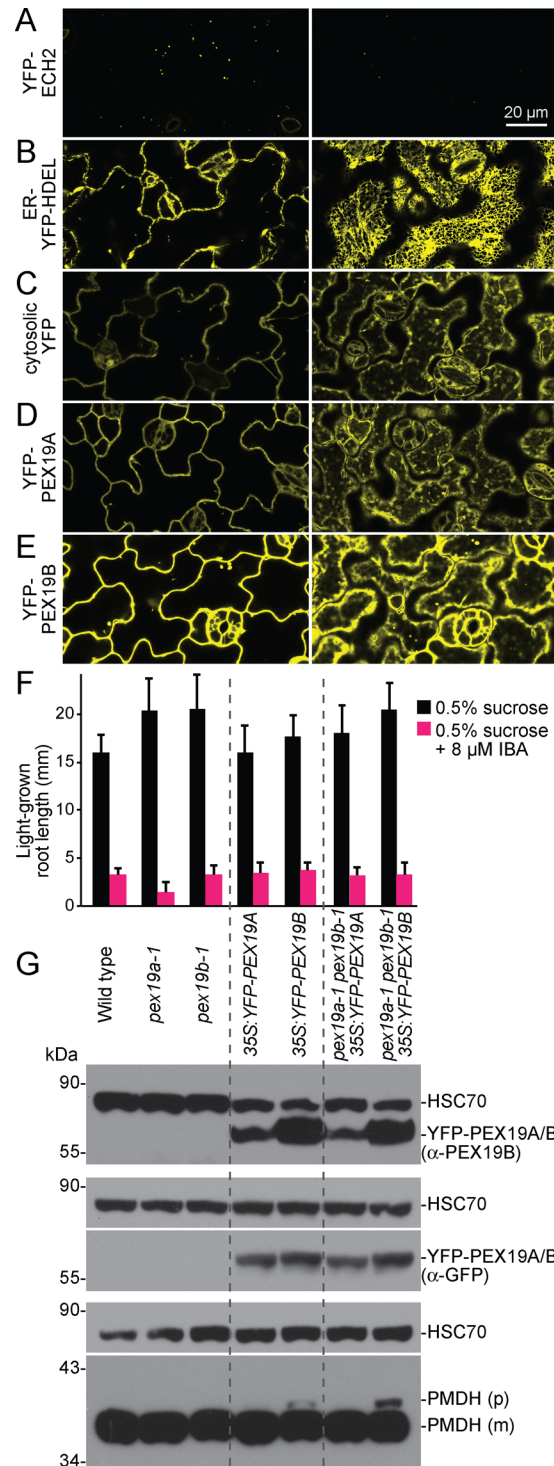 A
YFP-
ECH2
20 µm
B
ER-
YFP-HDEL
C
cytosolic
YFP
D
YFP-
PEX19A
E
YFP-
PEX19B
F
Light-grown
root length (mm)
20
15
10
5
0
0.5% sucrose
0.5% sucrose
+ 8 µM IBA
Wild type
pex19a-1
pex19b-1
35S:YFP-PEX19A
35S:YFP-PEX19B
pex19a-1 pex19b-1
35S:YFP-PEX19A
pex19a-1 pex19b-1
35S:YFP-PEX19B
G
kDa
90-
-HSC70
-YFP-PEX19A/B
55-
(α-PEX19B)
90-
-HSC70
-YFP-PEX19A/B
55-
(α-GFP)
90-
-HSC70
43-
-PMDH (p)
-PMDH (m)
34-